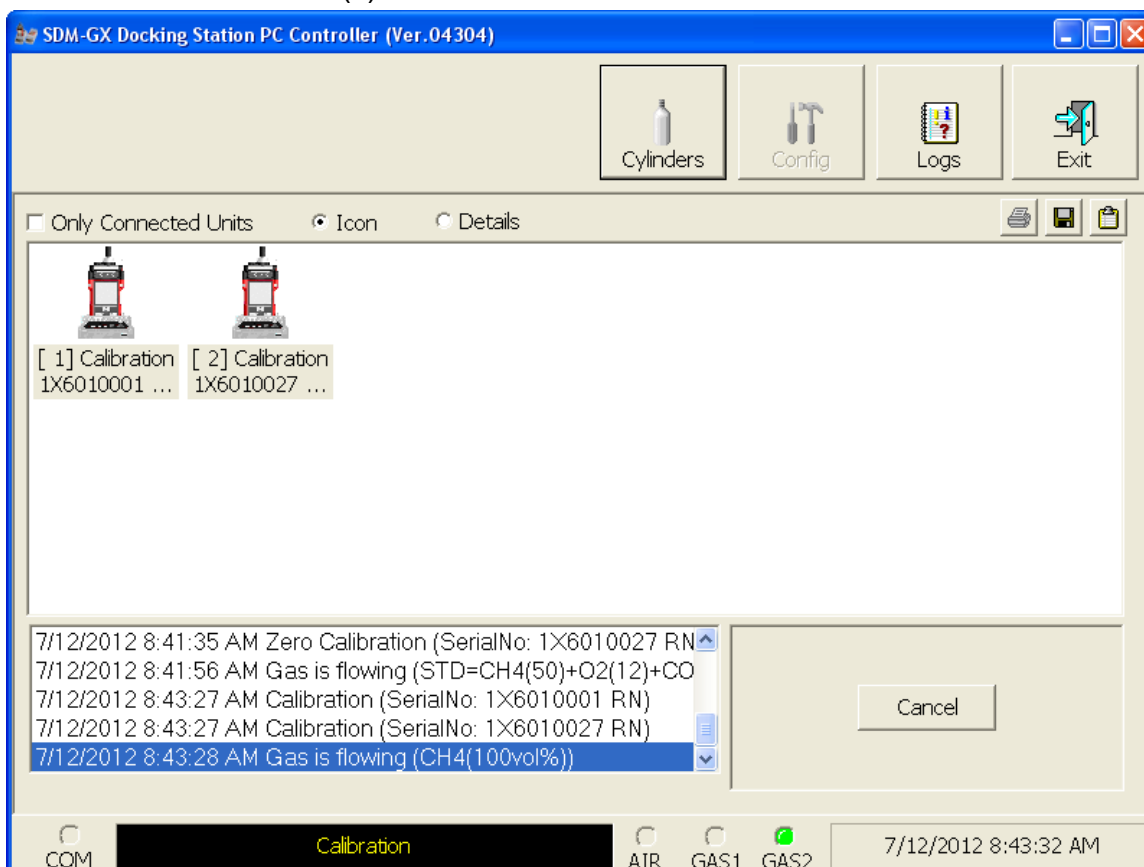 SDM-GX Docking Station PC Controller (Ver.04304)
Cylinders
Config
Logs
Exit
Only Connected Units
Icon
Details
[ 1] Calibration
1X6010001 ...
[ 2] Calibration
1X6010027 ...
7/12/2012 8:41:35 AM Zero Calibration (SerialNo: 1X6010027 RN
7/12/2012 8:41:56 AM Gas is flowing (STD=CH4(50)+O2(12)+CO
7/12/2012 8:43:27 AM Calibration (SerialNo: 1X6010001 RN)
7/12/2012 8:43:27 AM Calibration (SerialNo: 1X6010027 RN)
7/12/2012 8:43:28 AM Gas is flowing (CH4(100vol%))
Cancel
COM
Calibration
AIR
GAS1
GAS2
7/12/2012 8:43:32 AM